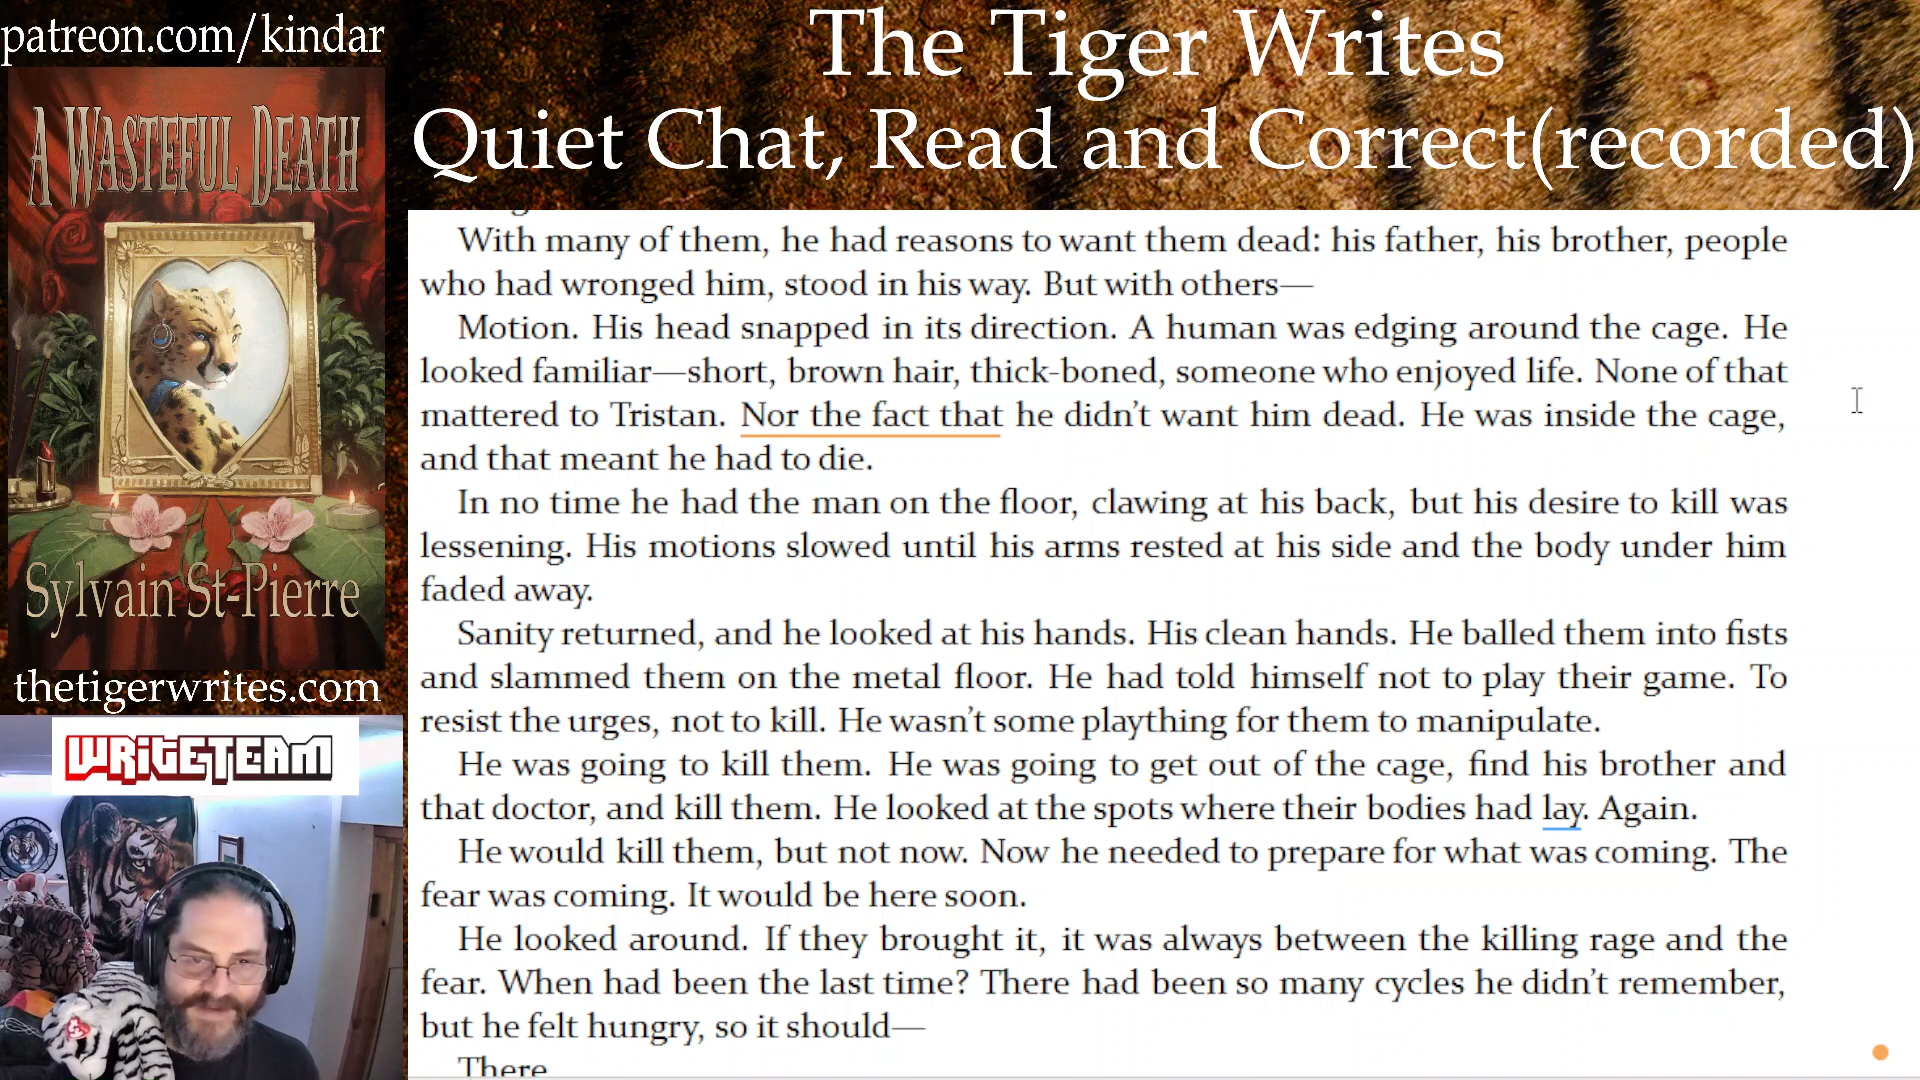 patreon.com/kindar
A WASTEFUL DEATH
Sylvain St-Pierre
thetigerwrites.com
WRITETEAM
The Tiger Writes
Quiet Chat, Read and Correct(recorded)
With many of them, he had reasons to want them dead: his father, his brother, people
who had wronged him, stood in his way. But with others—
Motion. His head snapped in its direction. A human was edging around the cage. He
looked familiar—short, brown hair, thick-boned, someone who enjoyed life. None of that
mattered to Tristan. Nor the fact that he didn’t want him dead. He was inside the cage,
and that meant he had to die.
In no time he had the man on the floor, clawing at his back, but his desire to kill was
lessening. His motions slowed until his arms rested at his side and the body under him
faded away.
Sanity returned, and he looked at his hands. His clean hands. He balled them into fists
and slammed them on the metal floor. He had told himself not to play their game. To
resist the urges, not to kill. He wasn’t some plaything for them to manipulate.
He was going to kill them. He was going to get out of the cage, find his brother and
that doctor, and kill them. He looked at the spots where their bodies had lay. Again.
He would kill them, but not now. Now he needed to prepare for what was coming. The
fear was coming. It would be here soon.
He looked around. If they brought it, it was always between the killing rage and the
fear. When had been the last time? There had been so many cycles he didn’t remember,
but he felt hungry, so it should—
There